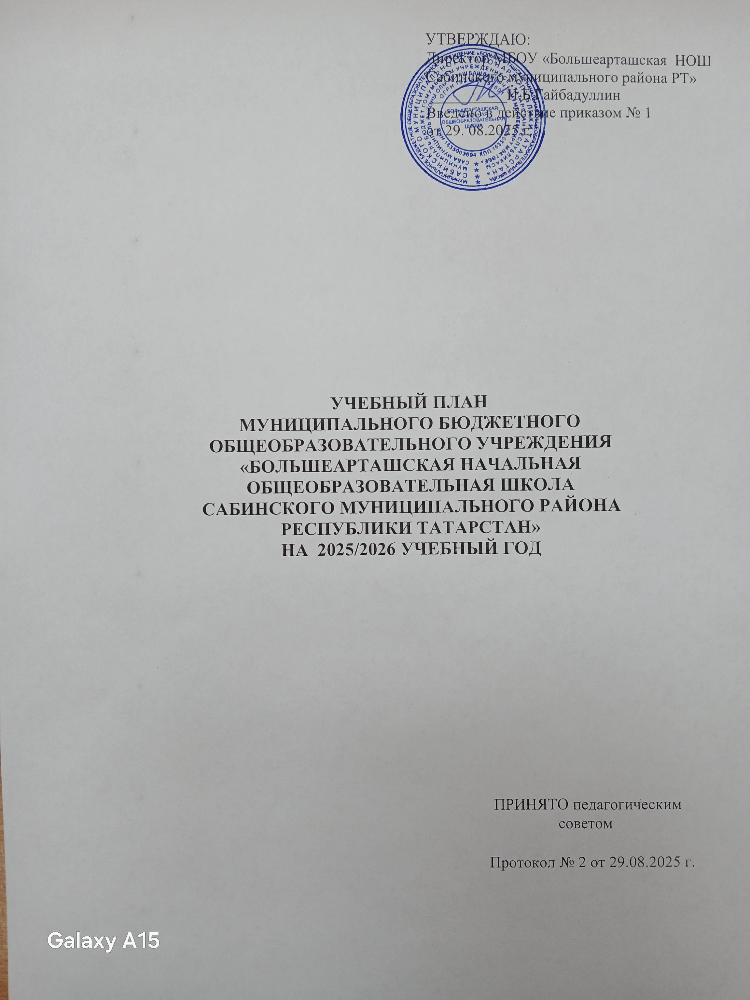 УТВЕРЖДАЮ:
Директор МБОУ «Большеарташская НОШ
Сабинского муниципального района РТ»
Гайбадуллин
Введено в действие приказом № 1
от 29. 08.2025 г.
БОЛЬШЕАРТАШСКАЯ
НАЧАЛЬНАЯ
ОБЩЕОБРАЗОВАТЕЛЬНАЯ
ШКОЛА
УЧЕБНЫЙ ПЛАН
МУНИЦИПАЛЬНОГО БЮДЖЕТНОГО
ОБЩЕОБРАЗОВАТЕЛЬНОГО УЧРЕЖДЕНИЯ
«БОЛЬШЕАРТАШСКАЯ НАЧАЛЬНАЯ
ОБЩЕОБРАЗОВАТЕЛЬНАЯ ШКОЛА
САБИНСКОГО МУНИЦИПАЛЬНОГО РАЙОНА
РЕСПУБЛИКИ ТАТАРСТАН»
НА 2025/2026 УЧЕБНЫЙ ГОД
ПРИНЯТО педагогическим
советом
Протокол № 2 от 29.08.2025 г.
Galaxy A15